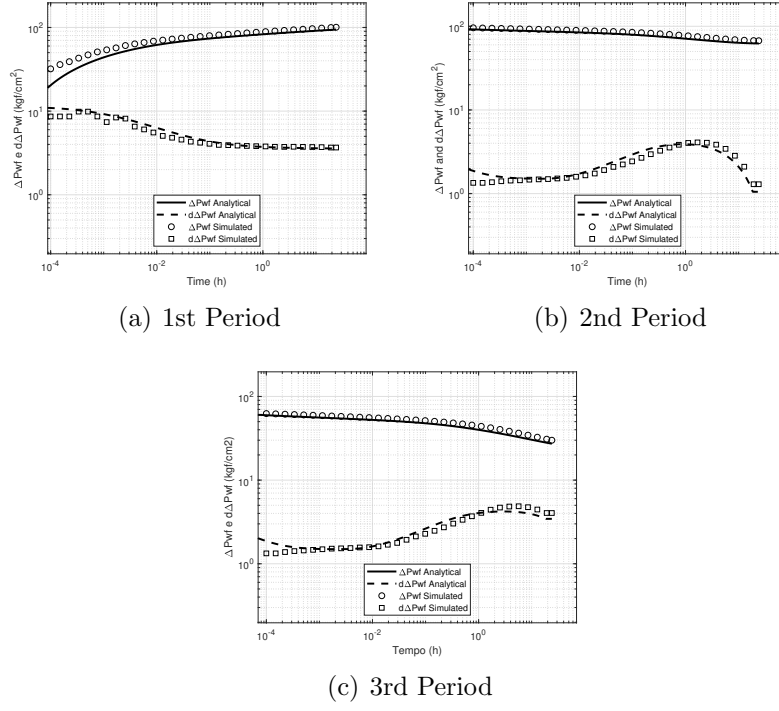 10²
10¹
10⁰
ΔPwf e dΔPwf (kgf/cm²)
ΔPwf Analytical
dΔPwf Analytical
ΔPwf Simulated
dΔPwf Simulated
10⁻⁴
10⁻²
10⁰
10²
Time (h)
(a) 1st Period
10²
10¹
10⁰
ΔPwf and dΔPwf (kgf/cm²)
ΔPwf Analytical
dΔPwf Analytical
ΔPwf Simulated
dΔPwf Simulated
10⁻⁴
10⁻²
10⁰
10²
Time (h)
(b) 2nd Period
10²
10¹
10⁰
ΔPwf e dΔPwf (kgf/cm2)
ΔPwf Analytical
dΔPwf Analytical
ΔPwf Simulated
dΔPwf Simulated
10⁻⁴
10⁻²
10⁰
10²
Tempo (h)
(c) 3rd Period